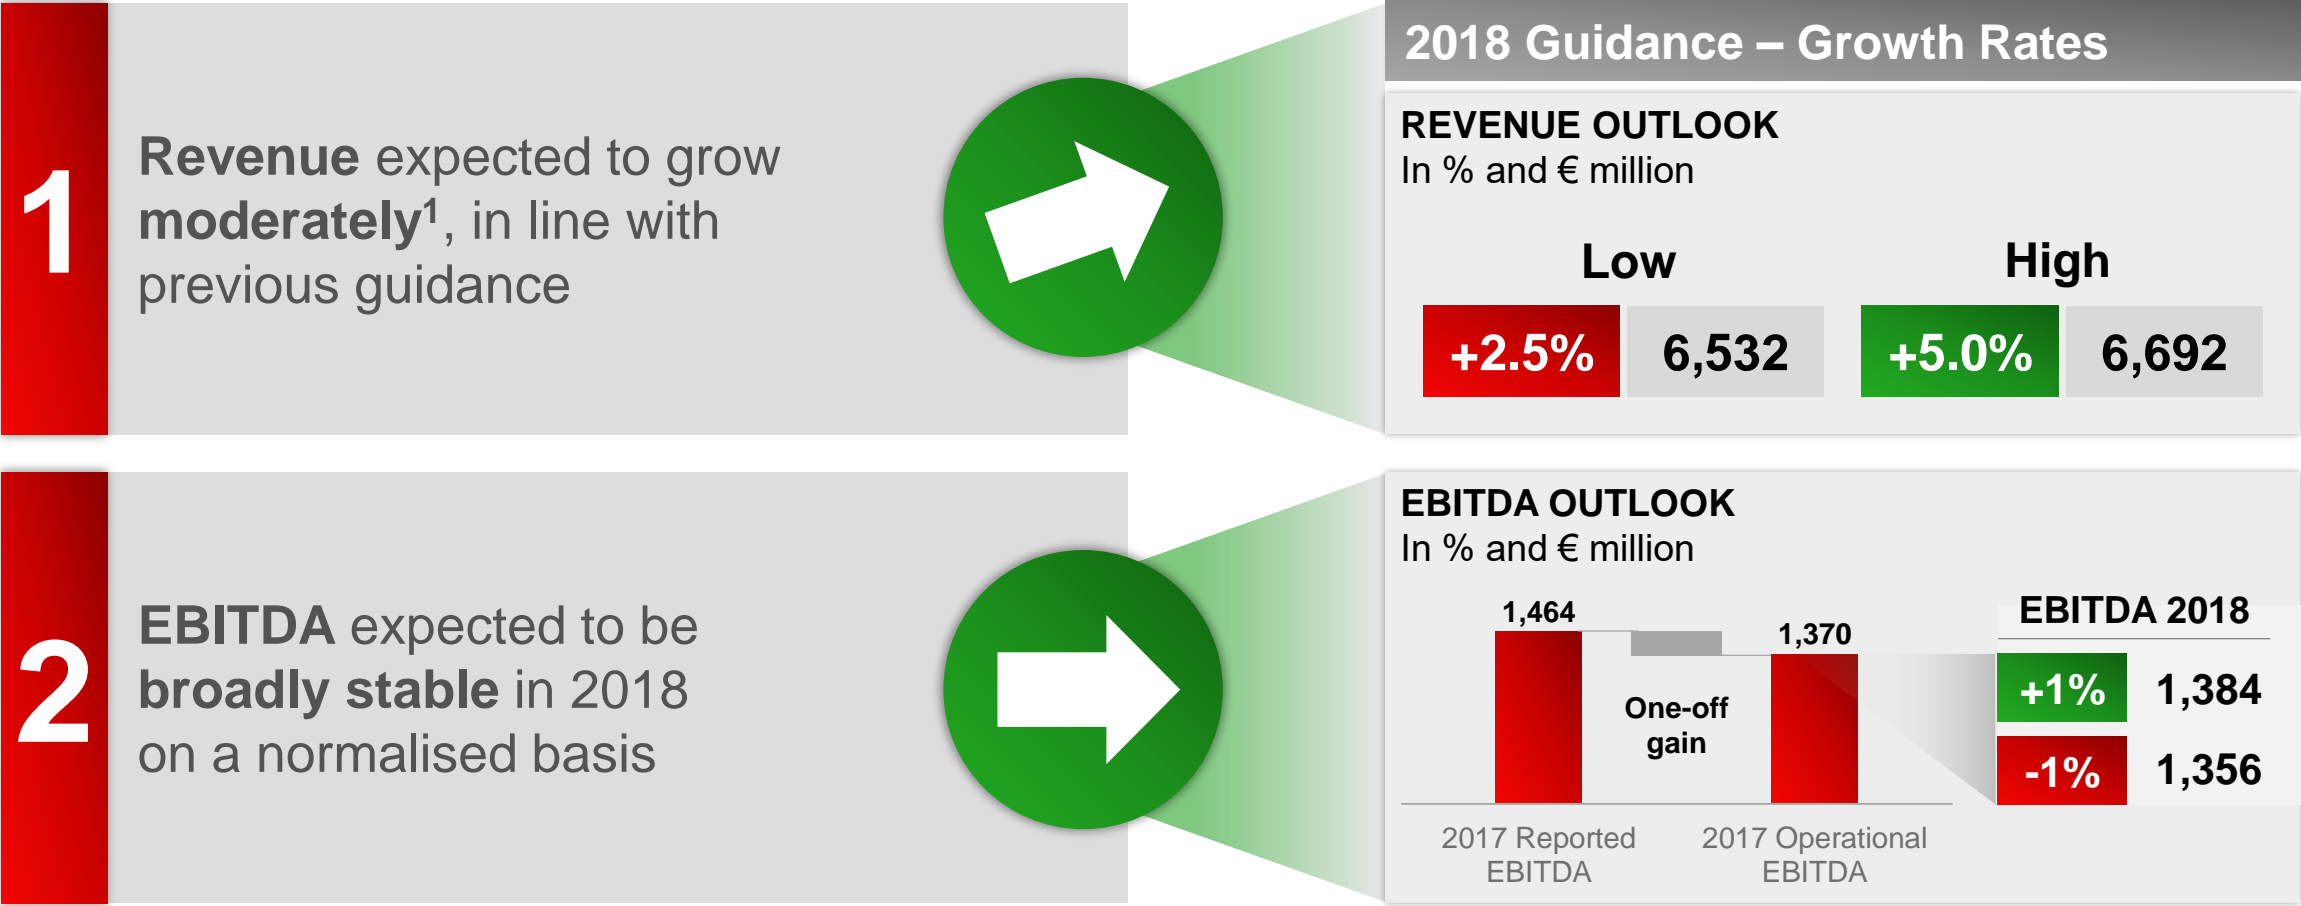 1
Revenue expected to grow
moderately¹, in line with
previous guidance
2018 Guidance – Growth Rates
REVENUE OUTLOOK
In % and € million
Low High
+2.5% 6,532 +5.0% 6,692
2
EBITDA expected to be
broadly stable in 2018
on a normalised basis
EBITDA OUTLOOK
In % and € million
1,464
1,370
One-off
gain
2017 Reported
EBITDA
2017 Operational
EBITDA
EBITDA 2018
+1% 1,384
-1% 1,356